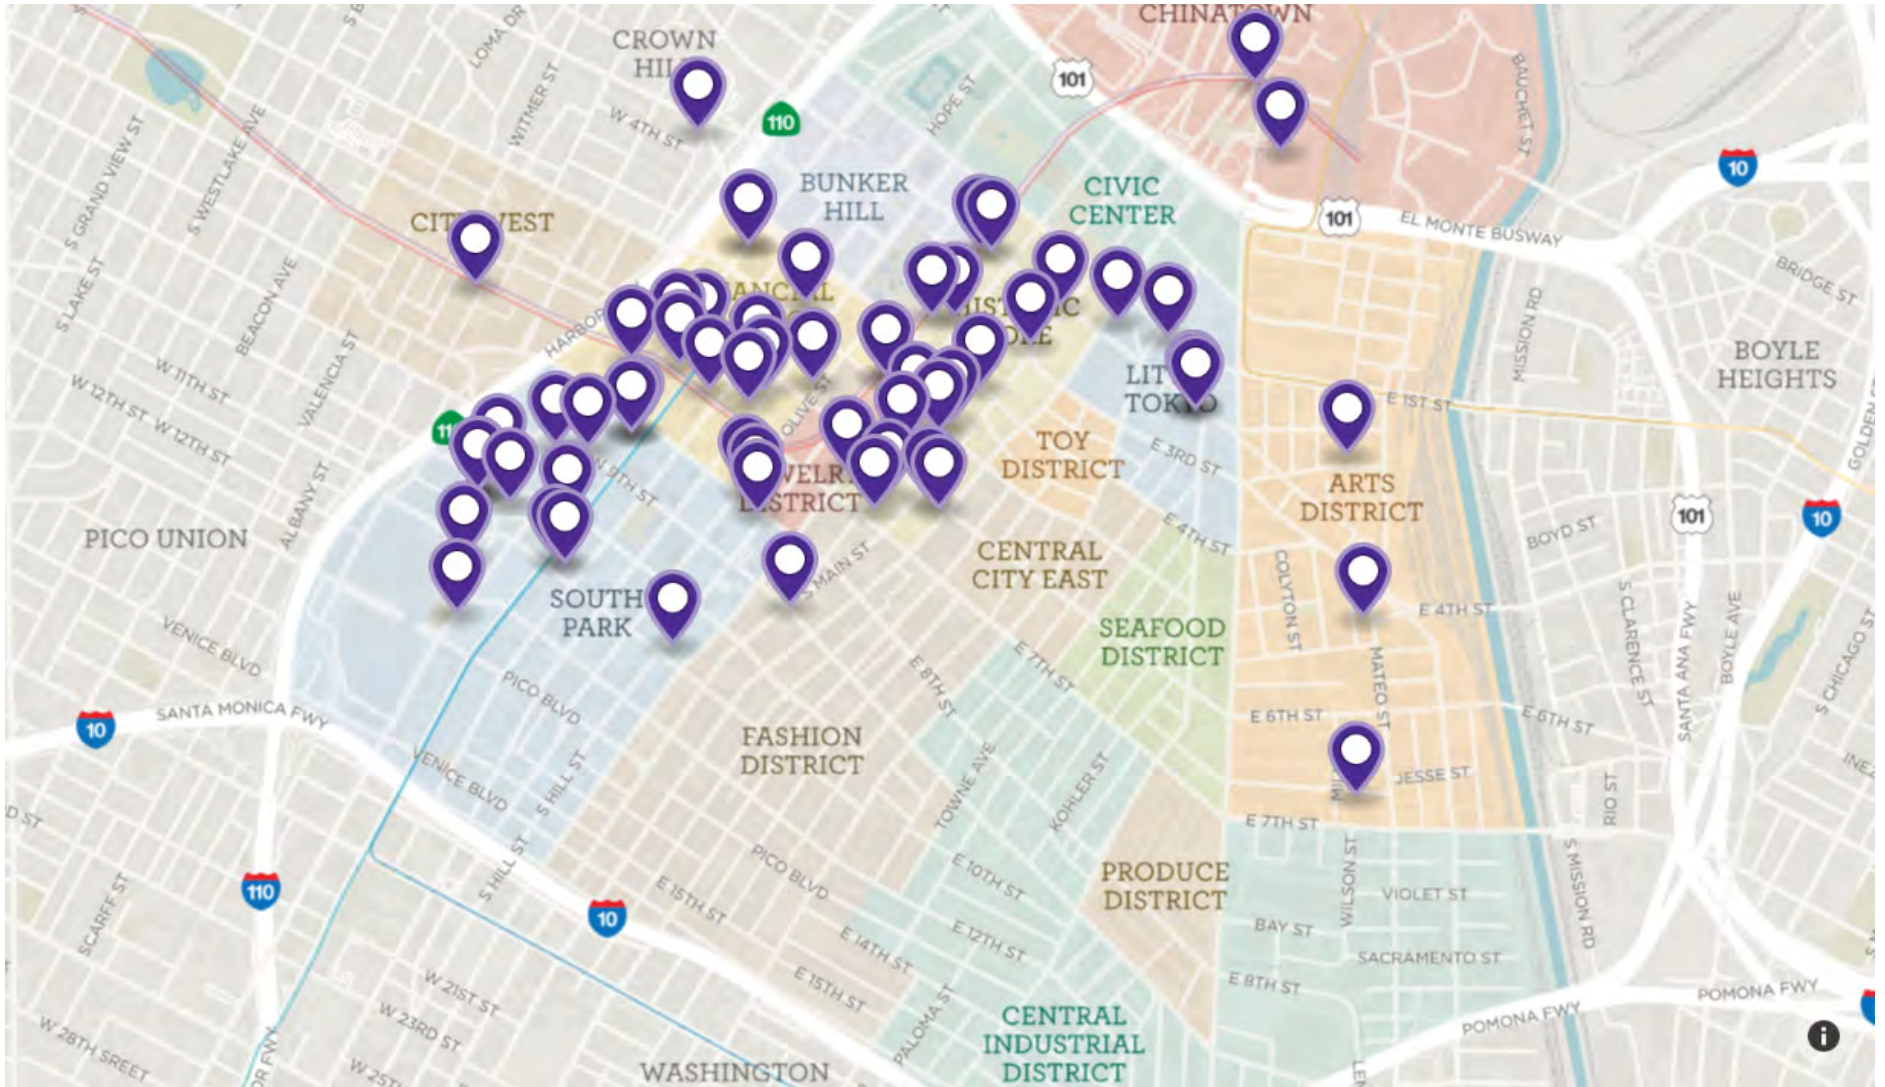 CHINATOWN
CROWN
W 4TH ST
LOMA DR
WITMER ST
HOPE ST
BAUCHET ST
101
110
10
BUNKER
HILL
CIVIC
CENTER
101
EL MONTE BUSWAY
BRIDGE ST
S GRAND VIEW ST
S WESTLAKE AVE
S LAKE ST
BEACON AVE
VALENCIA ST
W 11TH ST
W 12TH ST
W 12TH ST
ALBANY ST
MISSION RD
BOYLE
HEIGHTS
E 1ST ST
TOKYO
TOY
DISTRICT
E 3RD ST
OLIVE ST
DISTRICT
W 9TH ST
ARTS
DISTRICT
PICO UNION
E 4TH ST
BOYD ST
101
10
CENTRAL
CITY EAST
S MAIN ST
COLYTON ST
E 4TH ST
S CLARENCE ST
SANTA ANA FWY
BOYLE AVE
S CHICAGO ST
SOUTH
PARK
SEAFOOD
DISTRICT
VENICE BLVD
E 7TH ST
E 8TH ST
MATEO ST
PICO BLVD
SANTA MONICA FWY
10
E 6TH ST
E 6TH ST
FASHION
DISTRICT
VENICE BLVD
S HILL ST
TOWNE AVE
KOHLER ST
JESSE ST
RIO ST
E 7TH ST
S HILL ST
PICO BLVD
E 10TH ST
PRODUCE
DISTRICT
WILSON ST
VIOLET ST
S MISSION RD
110
10
E 15TH ST
SCARFF ST
E 14TH ST
E 12TH ST
BAY ST
SACRAMENTO ST
E 8TH ST
E 15TH ST
W 21ST ST
W 23RD ST
PALOMA ST
POMONA FWY
POMONA FWY
CENTRAL
INDUSTRIAL
DISTRICT
W 28TH SREET
WASHINGTON
i